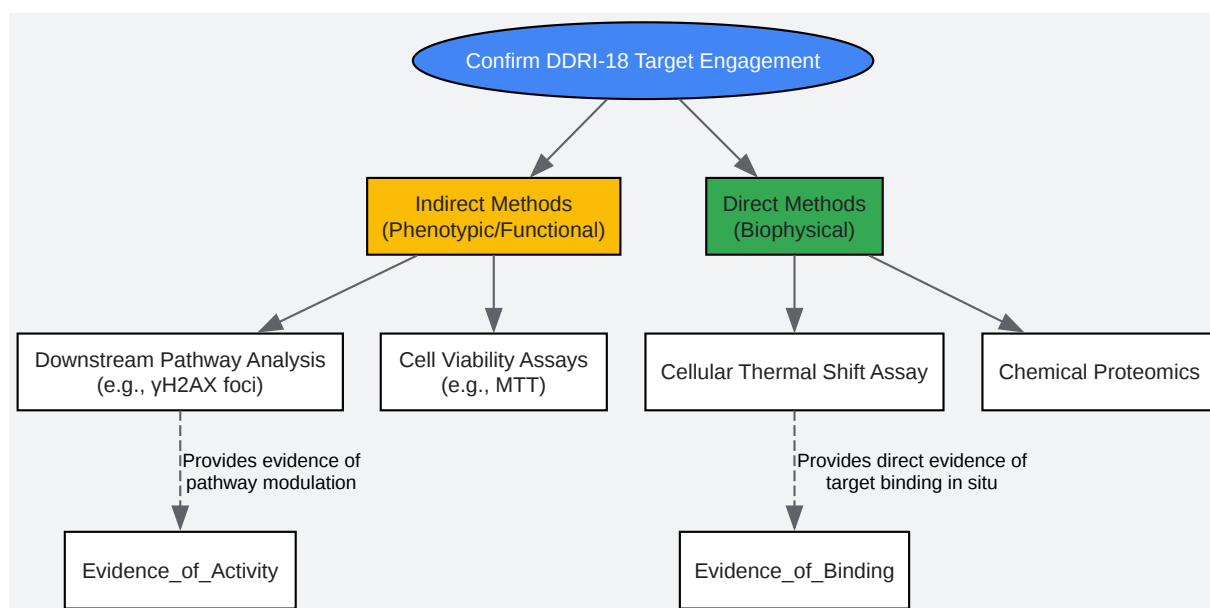 Confirm DDRI-18 Target Engagement
Indirect Methods
(Phenotypic/Functional)
Direct Methods
(Biophysical)
Downstream Pathway Analysis
(e.g., γH2AX foci)
Cell Viability Assays
(e.g., MTT)
Cellular Thermal Shift Assay
Chemical Proteomics
Provides evidence of
pathway modulation
Provides direct evidence of
target binding in situ
Evidence_of_Activity
Evidence_of_Binding